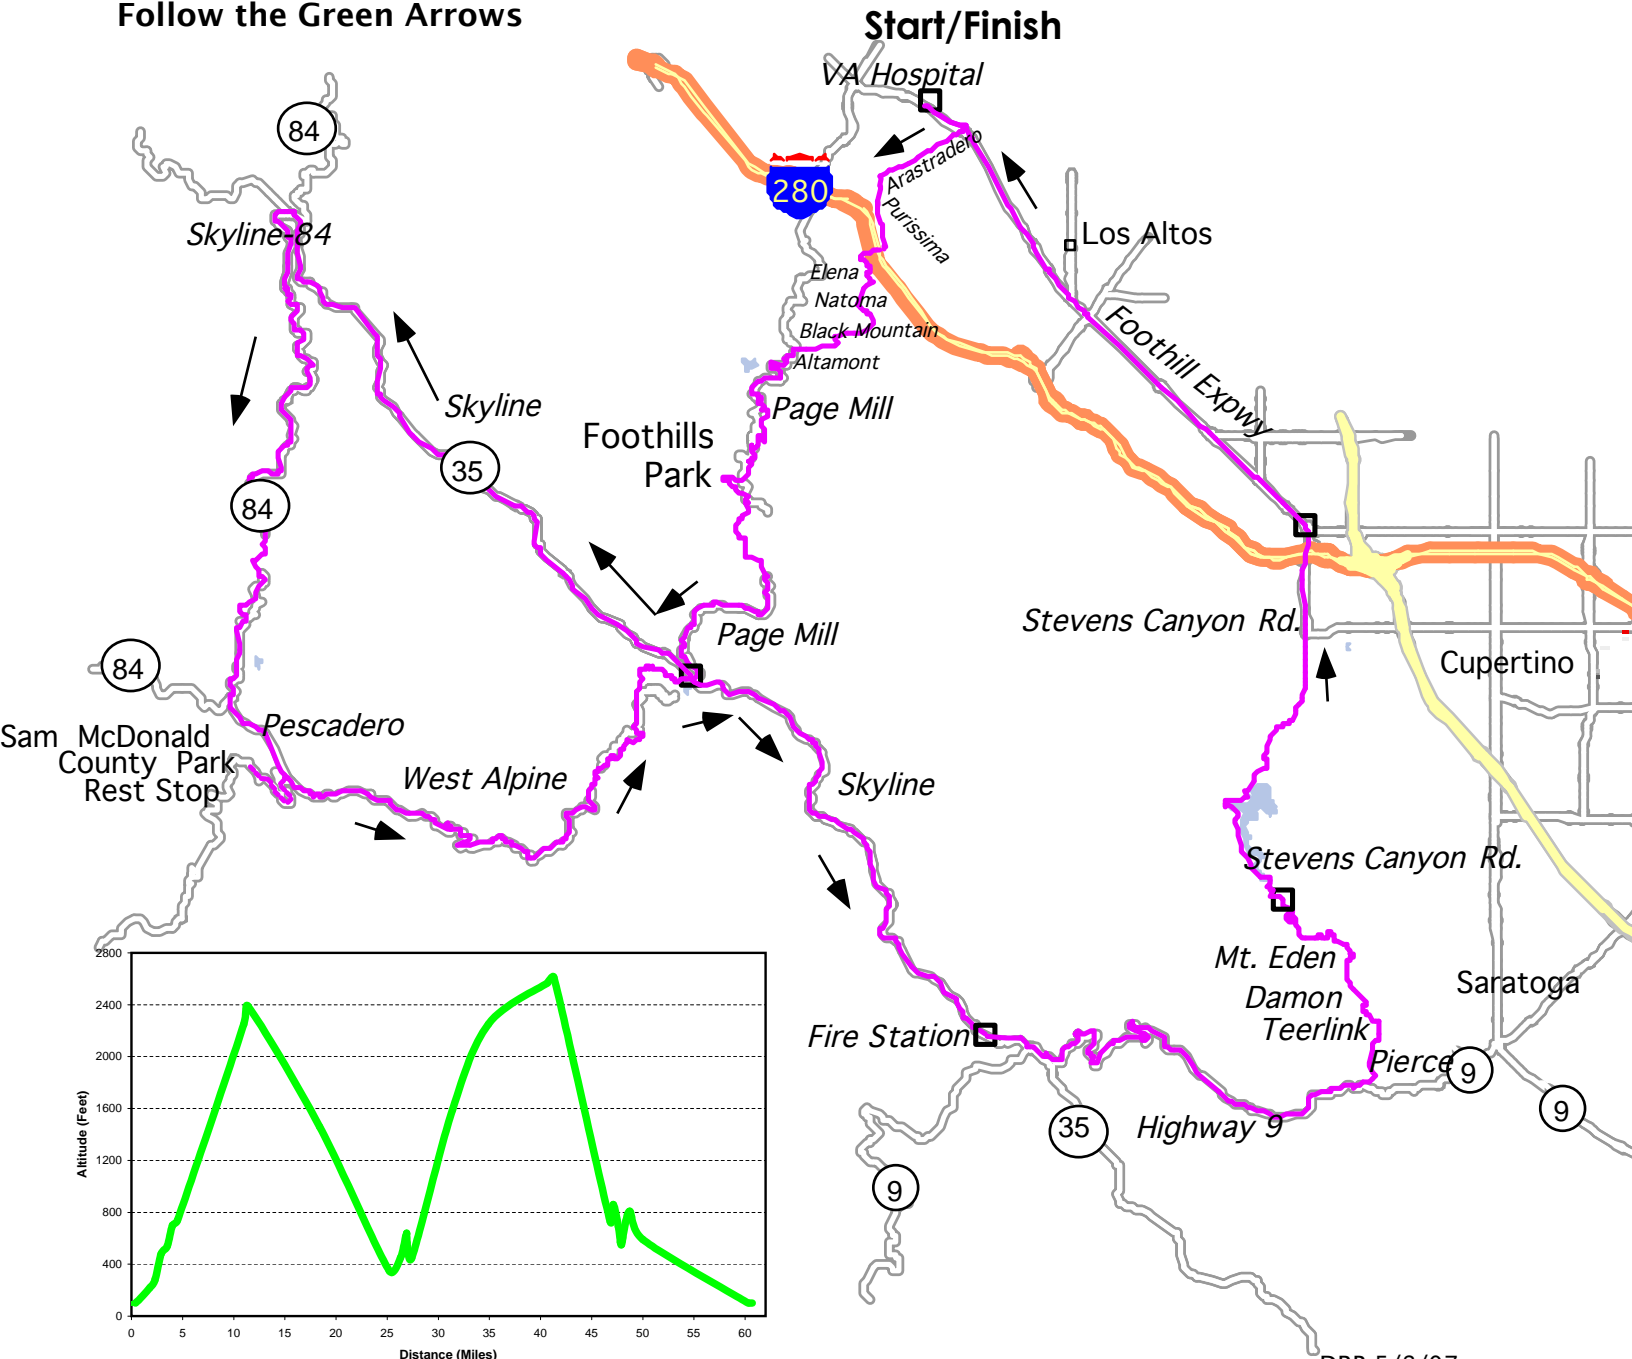 Follow the Green Arrows
Start/Finish
VA Hospital
84
Arastradero
280
Purissima
Los Altos
Skyline-84
Elena
Natoma
Black Mountain
Altamont
Foothill Expwy
Skyline
Page Mill
Foothills
Park
35
84
Stevens Canyon Rd.
Page Mill
Cupertino
84
Pescadero
Sam McDonald
County Park
Rest Stop
West Alpine
Skyline
Stevens Canyon Rd.
Mt. Eden
Saratoga
Damon
Teerlink
Fire Station
Pierce
9
9
35
Highway 9
9
2800
2400
2000
1600
1200
800
400
0
Altitude (Feet)
0 5 10 15 20 25 30 35 40 45 50 55 60
Distance (Miles)